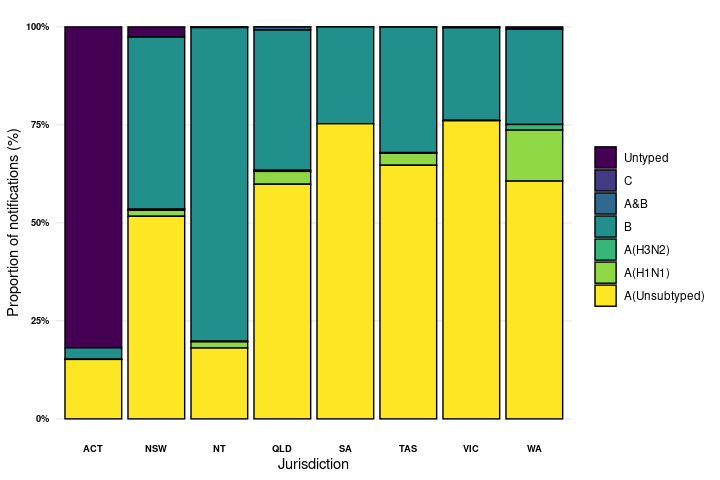 Proportion of notifications (%)
100%
75%
50%
25%
0%
ACT NSW NT QLD SA TAS VIC WA
Jurisdiction
Untyped
C
A&B
B
A(H3N2)
A(H1N1)
A(Unsubtyped)